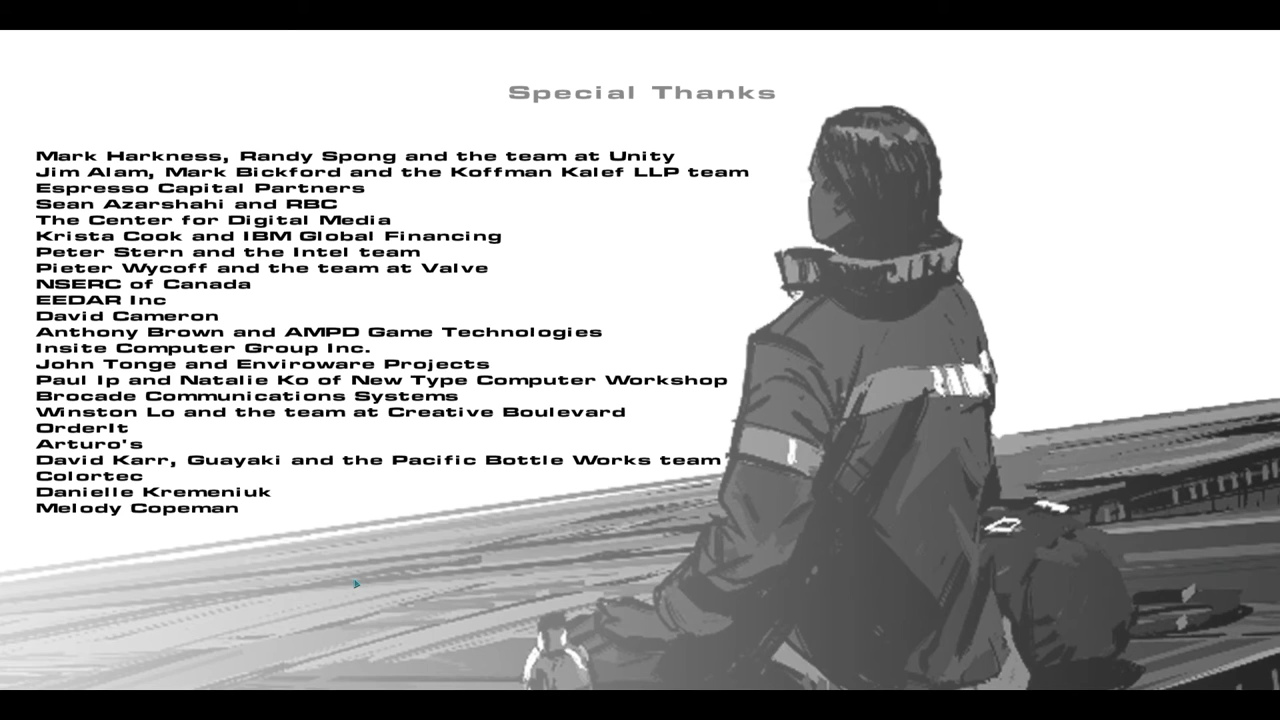 Special Thanks
Mark Harkness, Randy Spong and the team at Unity
Jim Alam, Mark Bickford and the Koffman Kalef LLP team
Espresso Capital Partners
Sean Azarshahi and RBC
The Center for Digital Media
Krista Cook and IBM Global Financing
Peter Stern and the Intel team
Pieter Wycoff and the team at Valve
NSERC of Canada
EEDAR Inc
David Cameron
Anthony Brown and AMPD Game Technologies
Insite Computer Group Inc.
John Tonge and Enviroware Projects
Paul Ip and Natalie Ko of New Type Computer Workshop
Brocade Communications Systems
Winston Lo and the team at Creative Boulevard
OrderIt
Arturo's
David Karr, Guayaki and the Pacific Bottle Works team
Colortec
Danielle Kremeniuk
Melody Copeman